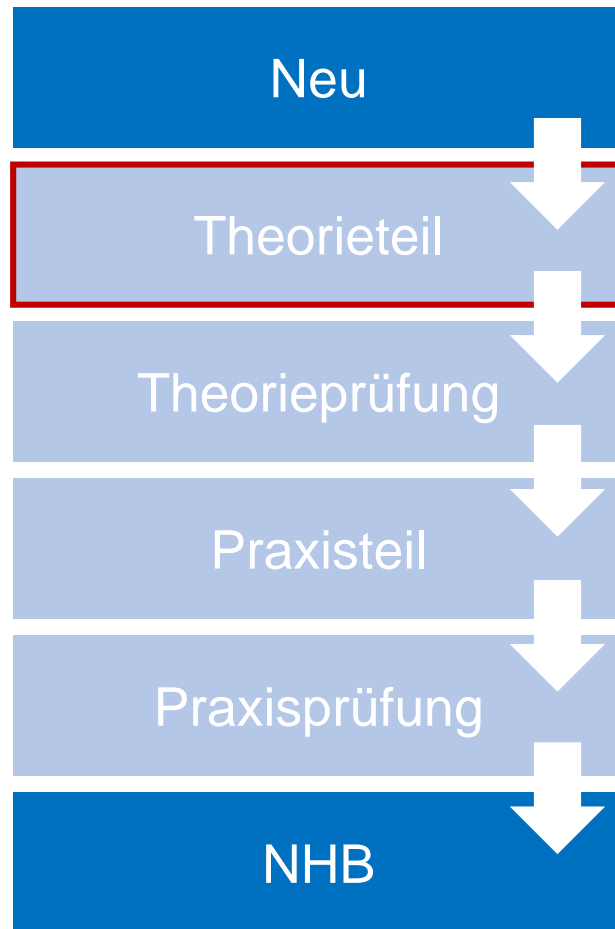 Neu
Theorieteil
Theorieprüfung
Praxisteil
Praxisprüfung
NHB